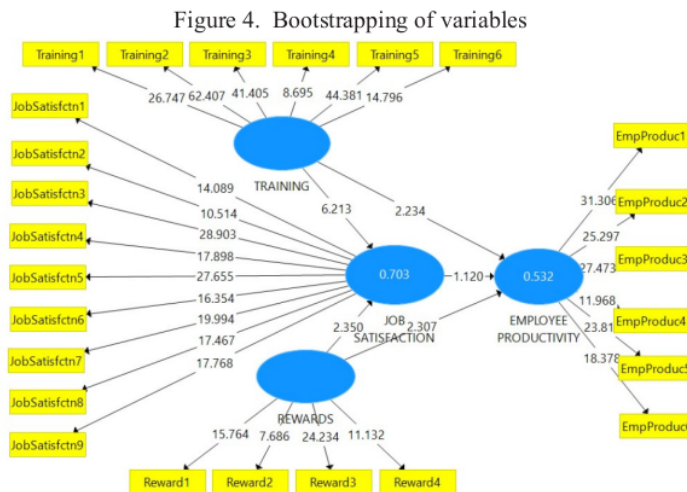 Figure 4. Bootstrapping of variables
Training1 Training2 Training3 Training4 Training5 Training6
26.747 62.407 41.405 8.695 44.381 14.796
JobSatisfctn1
JobSatisfctn2
JobSatisfctn3
JobSatisfctn4
JobSatisfctn5
JobSatisfctn6
JobSatisfctn7
JobSatisfctn8
JobSatisfctn9
14.089
10.514
28.903
17.898
27.655
16.354
19.994
17.467
17.768
TRAINING
6.213
2.234
0.703
JOB
SATISFACTION
1.120
0.532
EMPLOYEE
PRODUCTIVITY
2.350
2.307
REWARDS
15.764 7.686 24.234 11.132
Reward1 Reward2 Reward3 Reward4
31.306
25.297
27.473
11.968
23.81
18.378
EmpProduc1
EmpProduc2
EmpProduc3
EmpProduc4
EmpProduc5